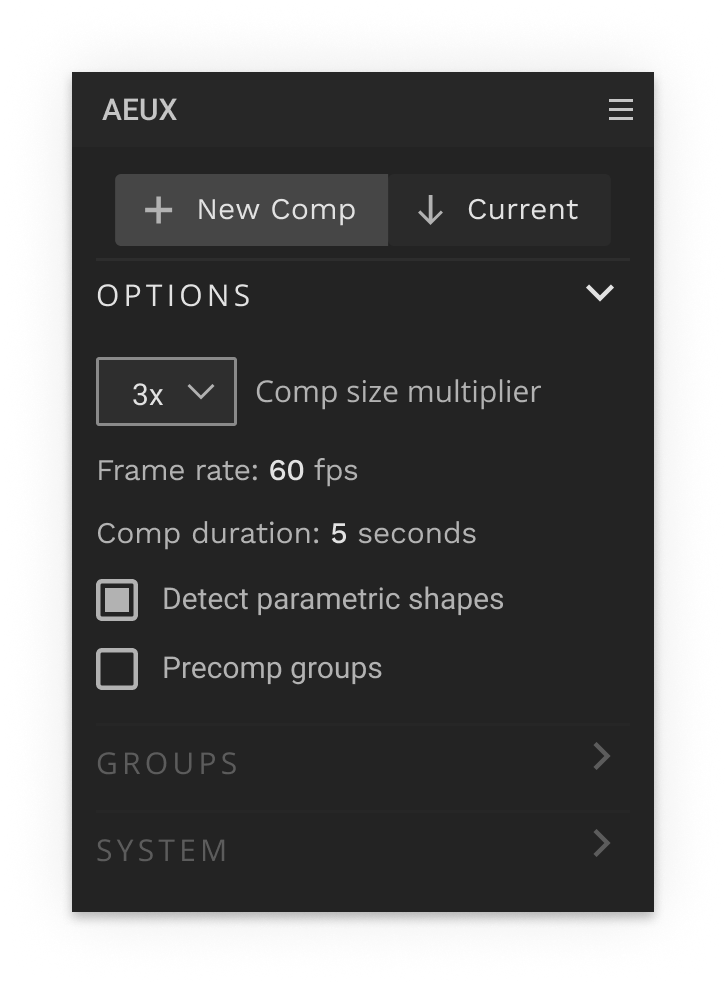 AEUX
New Comp
Current
OPTIONS
3x
Comp size multiplier
Frame rate: 60 fps
Comp duration: 5 seconds
Detect parametric shapes
Precomp groups
GROUPS
SYSTEM